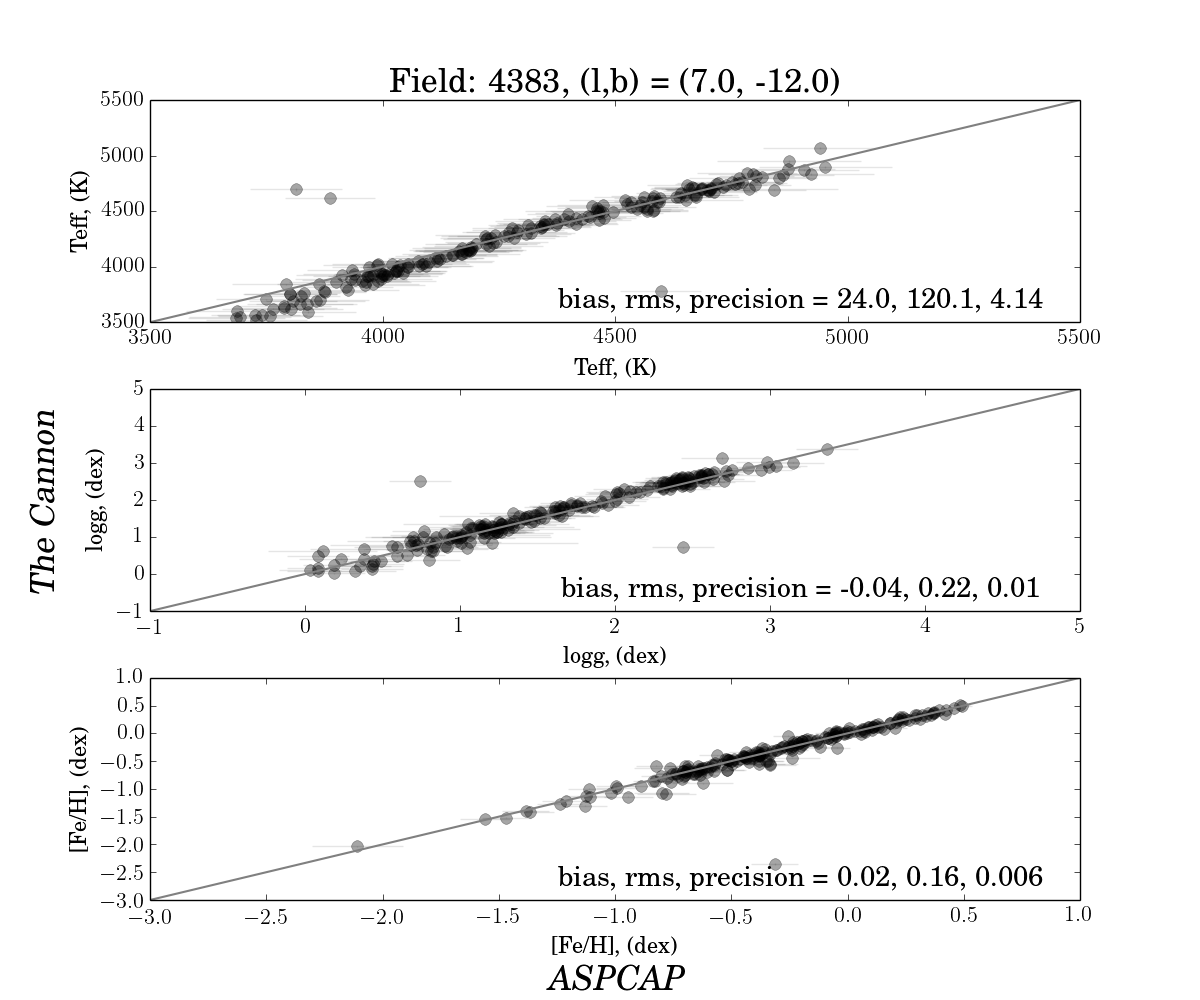 Field: 4383, (l,b) = (7.0, -12.0)
5500
5000
4500
4000
3500
Teff, (K)
bias, rms, precision = 24.0, 120.1, 4.14
3500 4000 4500 5000 5500
Teff, (K)
The Cannon
5
4
3
2
1
0
−1
logg, (dex)
bias, rms, precision = -0.04, 0.22, 0.01
−1 0 1 2 3 4 5
logg, (dex)
1.0
0.5
0.0
−0.5
−1.0
−1.5
−2.0
−2.5
−3.0
[Fe/H], (dex)
bias, rms, precision = 0.02, 0.16, 0.006
−3.0 −2.5 −2.0 −1.5 −1.0 −0.5 0.0 0.5 1.0
[Fe/H], (dex)
ASPCAP